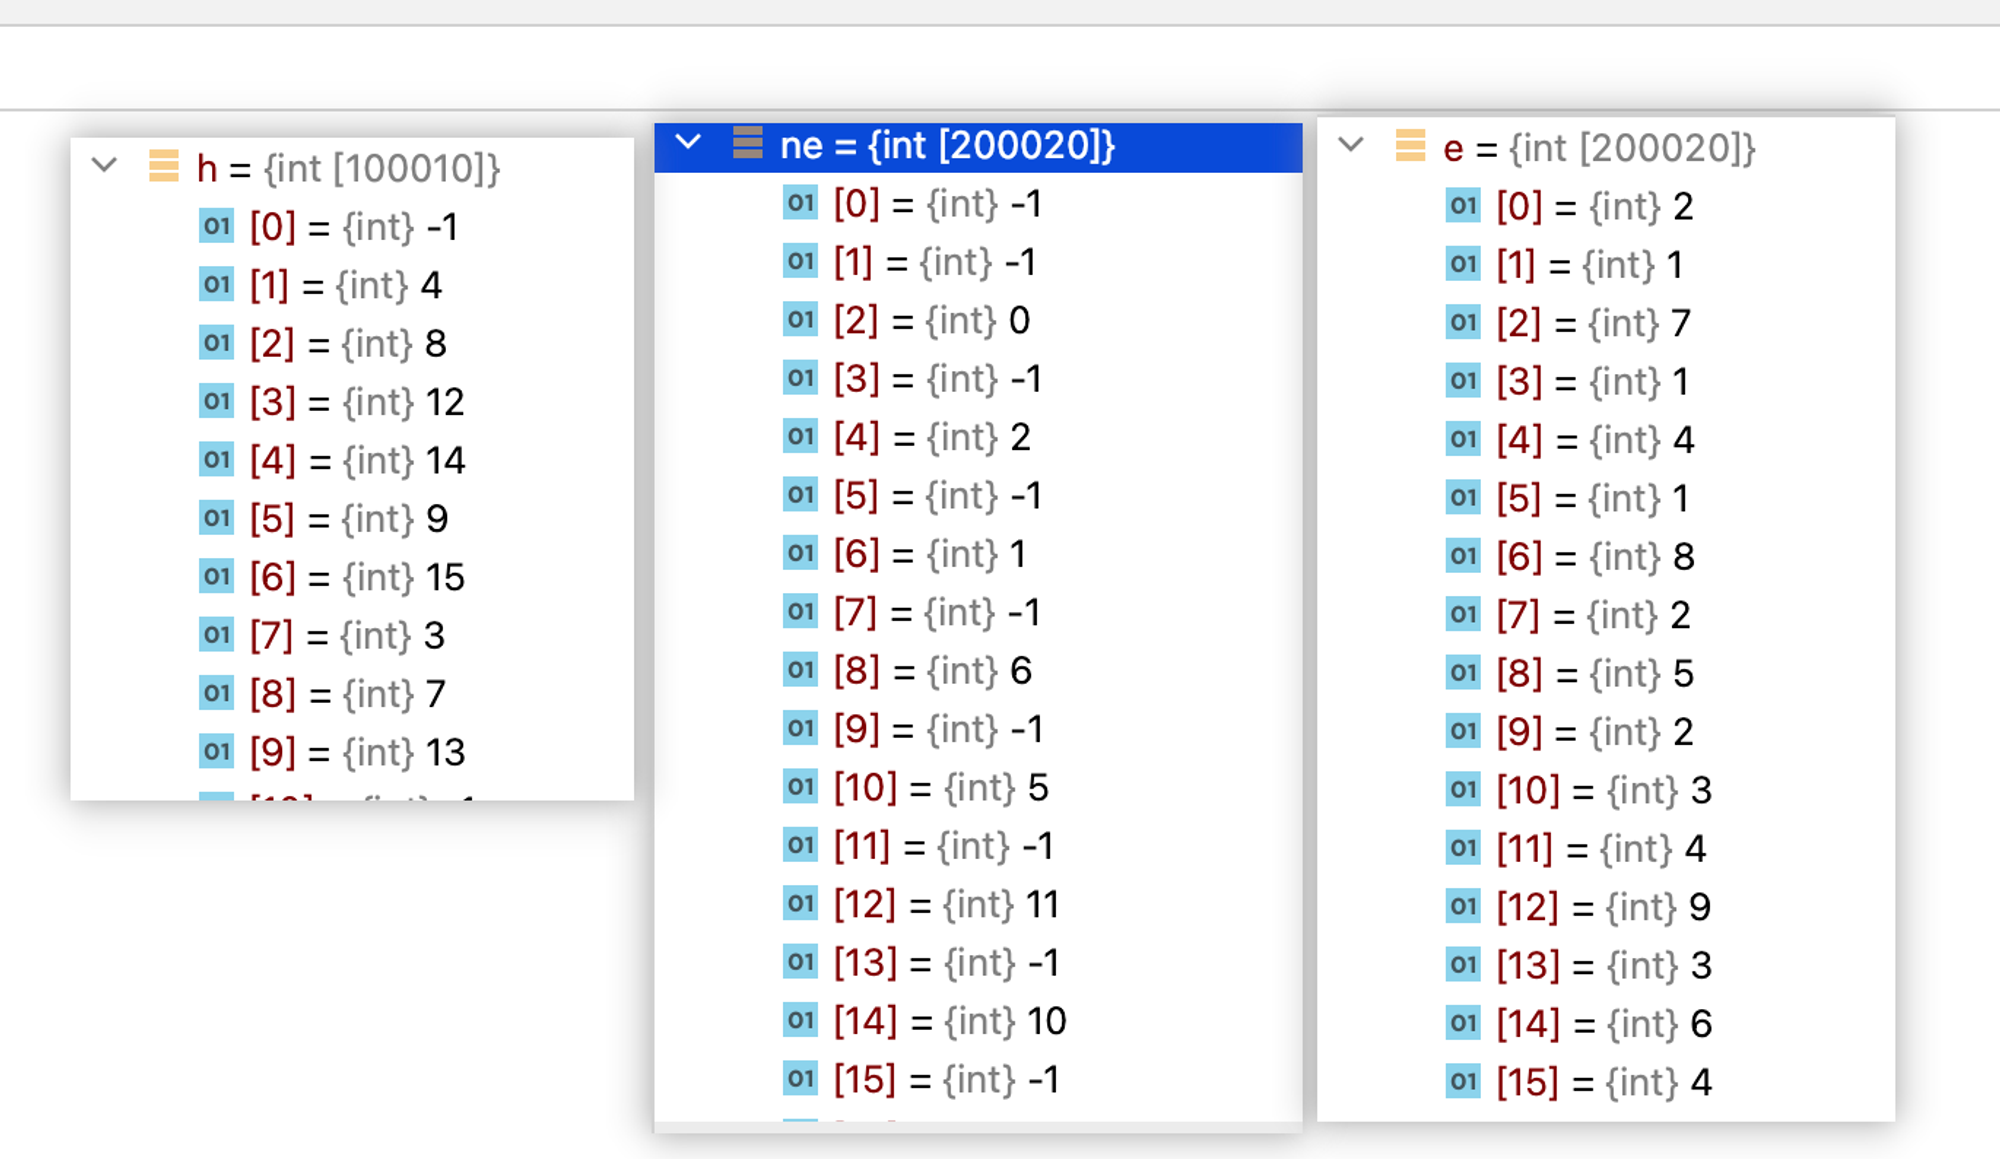 h = {int [100010]}
01 [0] = {int} -1
01 [1] = {int} 4
01 [2] = {int} 8
01 [3] = {int} 12
01 [4] = {int} 14
01 [5] = {int} 9
01 [6] = {int} 15
01 [7] = {int} 3
01 [8] = {int} 7
01 [9] = {int} 13
ne = {int [200020]}
01 [0] = {int} -1
01 [1] = {int} -1
01 [2] = {int} 0
01 [3] = {int} -1
01 [4] = {int} 2
01 [5] = {int} -1
01 [6] = {int} 1
01 [7] = {int} -1
01 [8] = {int} 6
01 [9] = {int} -1
01 [10] = {int} 5
01 [11] = {int} -1
01 [12] = {int} 11
01 [13] = {int} -1
01 [14] = {int} 10
01 [15] = {int} -1
e = {int [200020]}
01 [0] = {int} 2
01 [1] = {int} 1
01 [2] = {int} 7
01 [3] = {int} 1
01 [4] = {int} 4
01 [5] = {int} 1
01 [6] = {int} 8
01 [7] = {int} 2
01 [8] = {int} 5
01 [9] = {int} 2
01 [10] = {int} 3
01 [11] = {int} 4
01 [12] = {int} 9
01 [13] = {int} 3
01 [14] = {int} 6
01 [15] = {int} 4